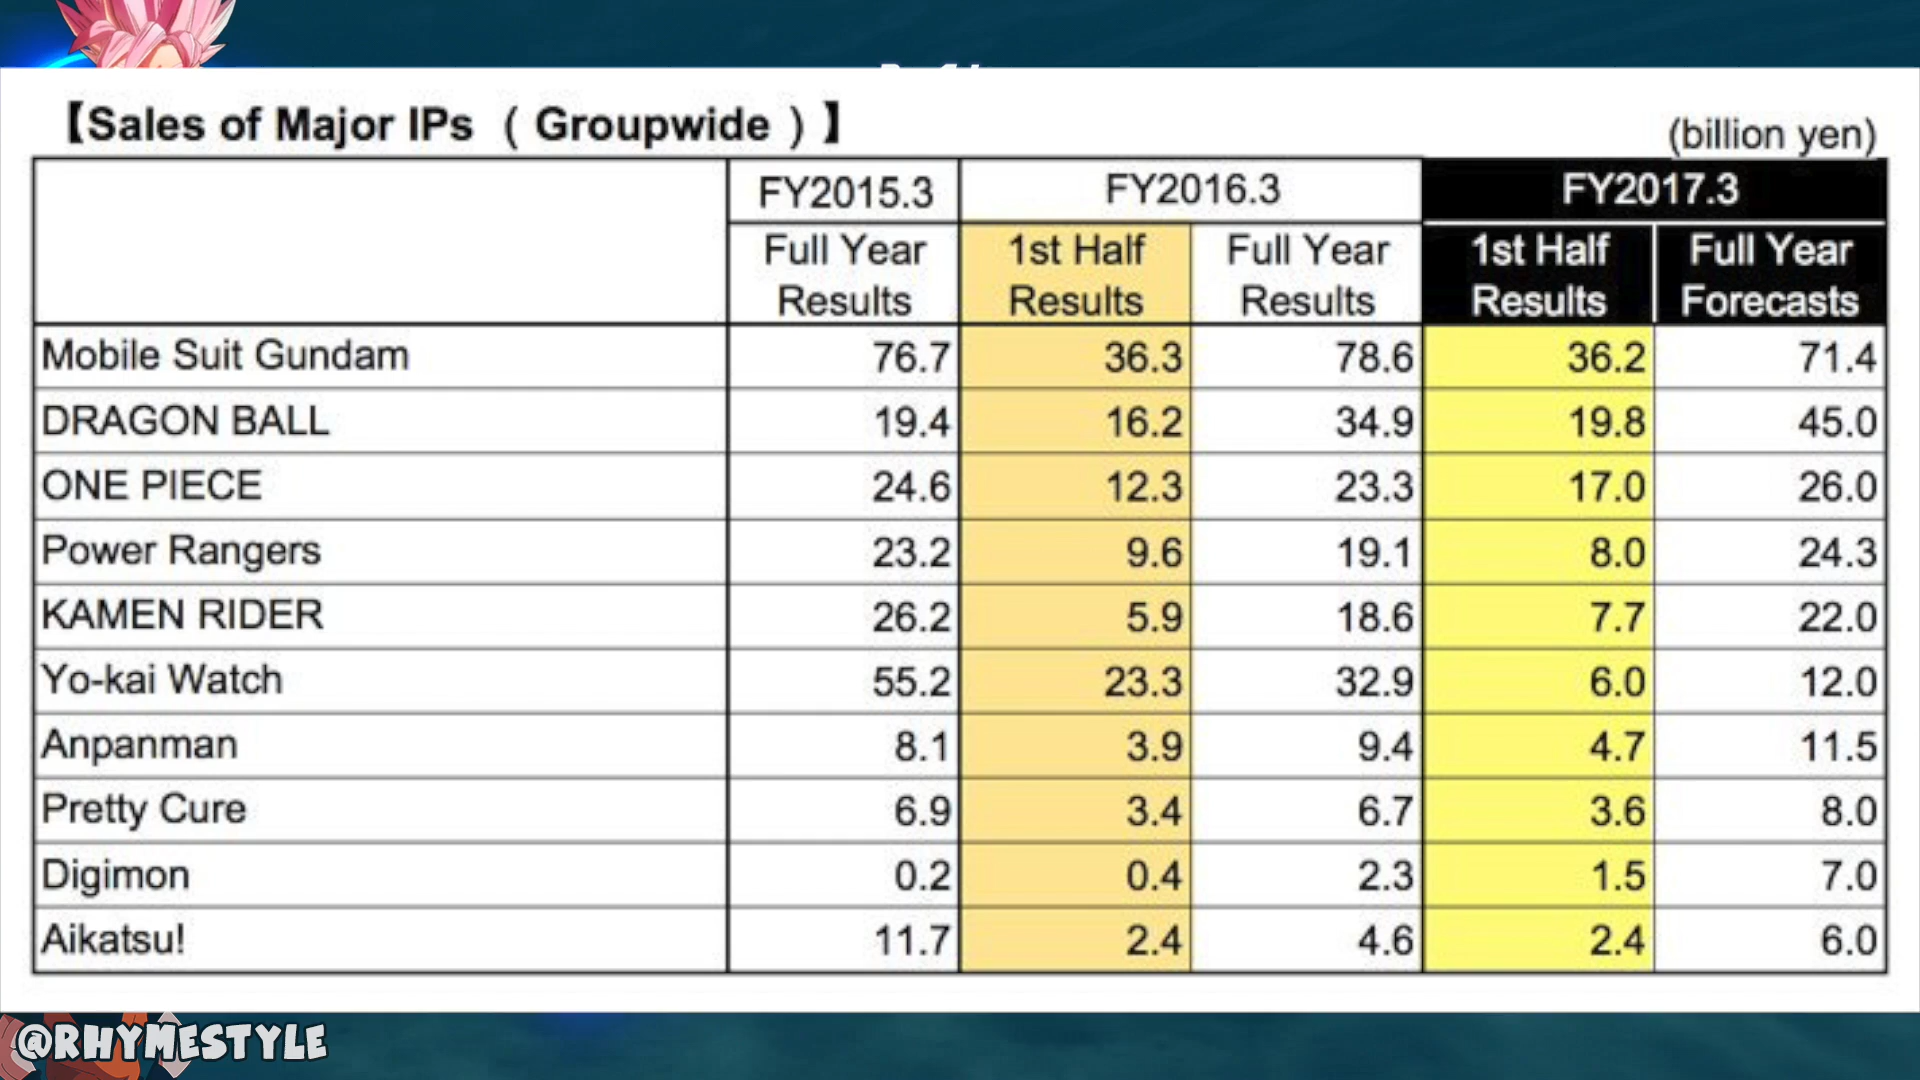 【Sales of Major IPs ( Groupwide ) 】
(billion yen)
FY2015.3 FY2016.3 FY2017.3
Full Year Results 1st Half Results Full Year Results 1st Half Results Full Year Forecasts
Mobile Suit Gundam 76.7 36.3 78.6 36.2 71.4
DRAGON BALL 19.4 16.2 34.9 19.8 45.0
ONE PIECE 24.6 12.3 23.3 17.0 26.0
Power Rangers 23.2 9.6 19.1 8.0 24.3
KAMEN RIDER 26.2 5.9 18.6 7.7 22.0
Yo-kai Watch 55.2 23.3 32.9 6.0 12.0
Anpanman 8.1 3.9 9.4 4.7 11.5
Pretty Cure 6.9 3.4 6.7 3.6 8.0
Digimon 0.2 0.4 2.3 1.5 7.0
Aikatsu! 11.7 2.4 4.6 2.4 6.0
@RHYMESTYLE